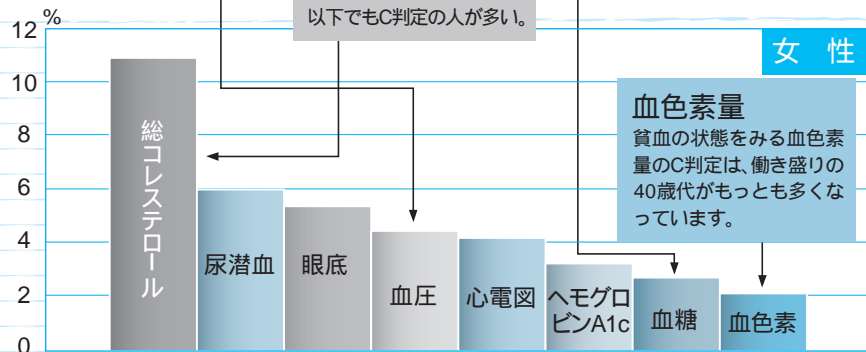 以下でもC判定の人が多い。
%
12
女 性
10
8
6
4
2
0
血色素量
貧血の状態をみる血色素
量のC判定は、働き盛りの
40歳代がもっとも多くな
っています。
総コレステロール
尿潜血
眼底
血圧
心電図
ヘモグロ
ビンA1c
血糖
血色素